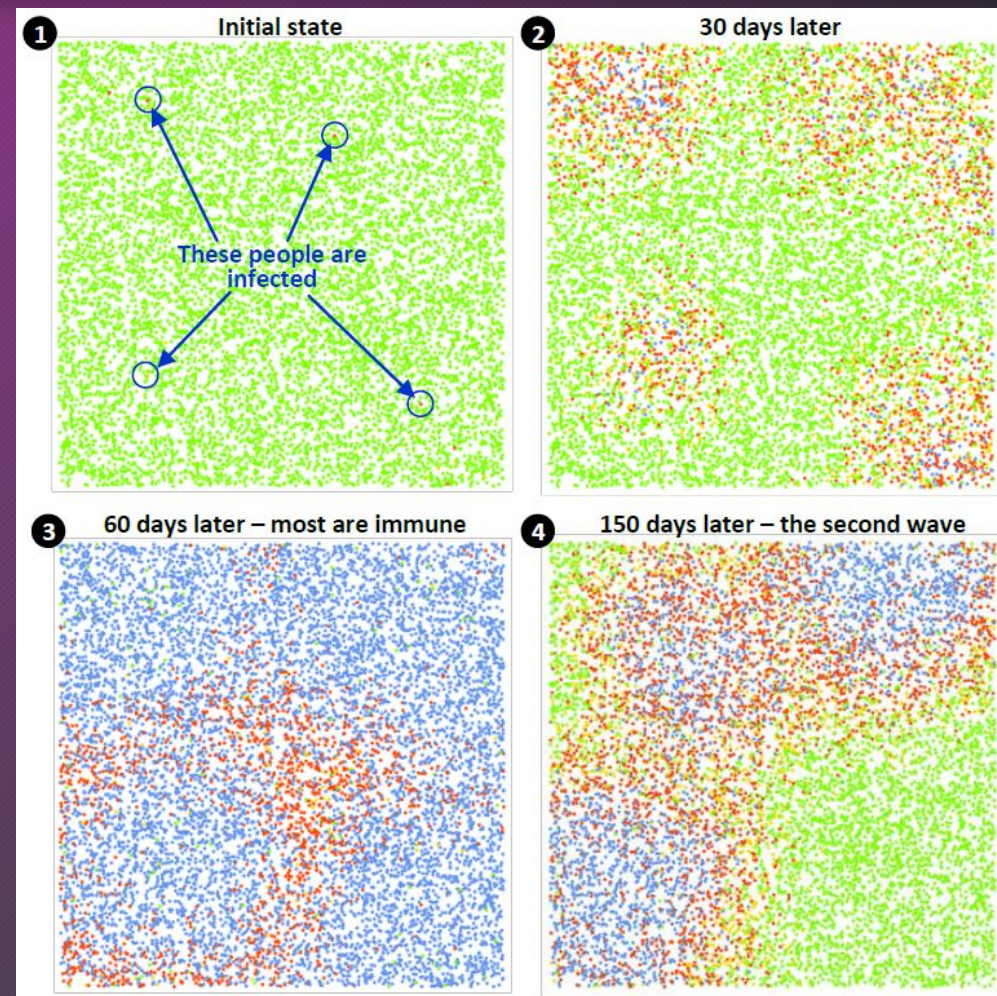 1
Initial state
These people are
infected
2
30 days later
3
60 days later – most are immune
4
150 days later – the second wave